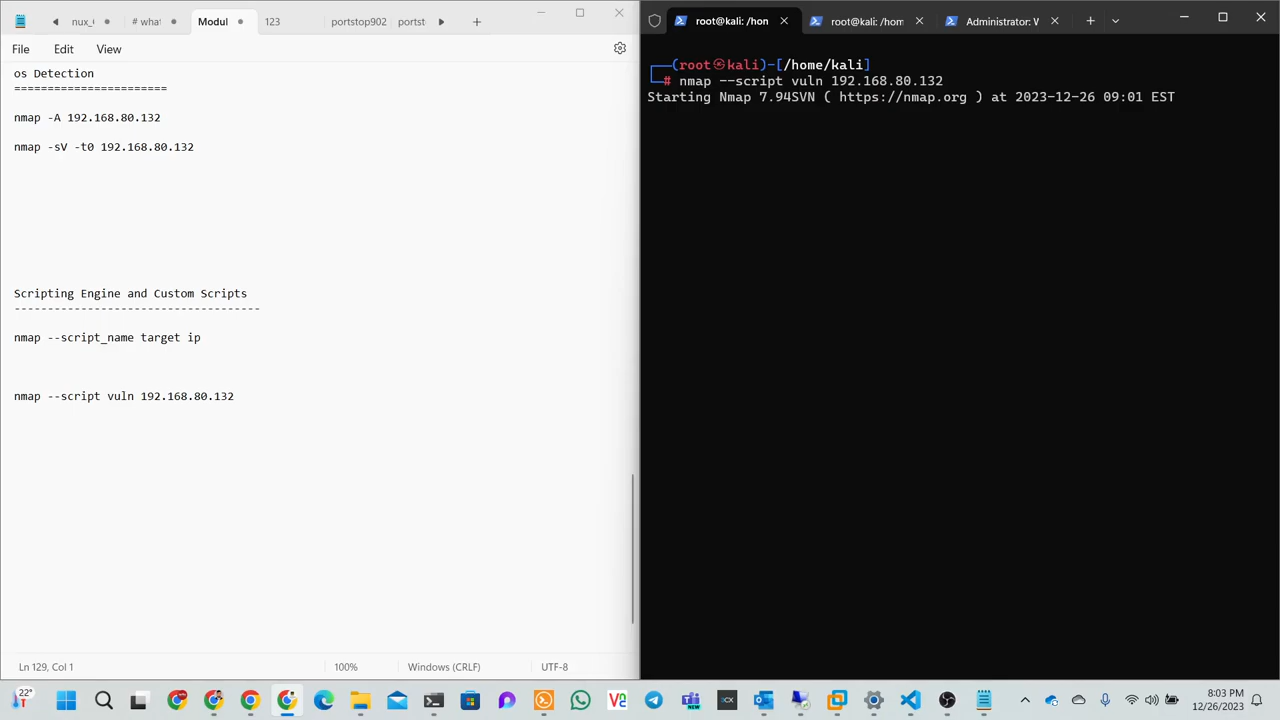 nux_i
# what
Modul
123
portstop902
portst
File Edit View
os Detection
=======================
nmap -A 192.168.80.132
nmap -sV -t0 192.168.80.132
Scripting Engine and Custom Scripts
-------------------------------------
nmap --script_name target ip
nmap --script vuln 192.168.80.132
Ln 129, Col 1
100%
Windows (CRLF)
UTF-8
root@kali: /hon
root@kali: /hom
Administrator: W
(root㉿kali)-[/home/kali]
# nmap --script vuln 192.168.80.132
Starting Nmap 7.94SVN ( https://nmap.org ) at 2023-12-26 09:01 EST
22°
8:03 PM
12/26/2023